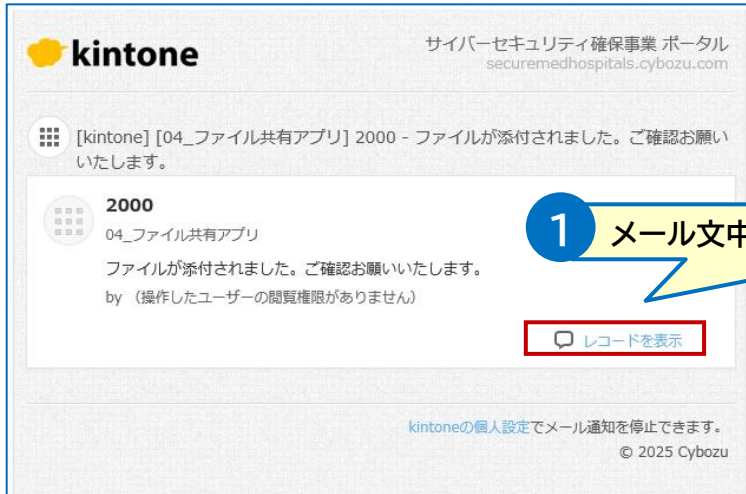 kintone
サイバーセキュリティ確保事業 ポータル
securemedhospitals.cybozu.com
[kintone] [04_ファイル共有アプリ] 2000 - ファイルが添付されました。ご確認お願い
いたします。
2000
04_ファイル共有アプリ
ファイルが添付されました。ご確認お願いいたします。
by （操作したユーザーの閲覧権限がありません）
1 メール文中
レコードを表示
kintoneの個人設定でメール通知を停止できます。
© 2025 Cybozu